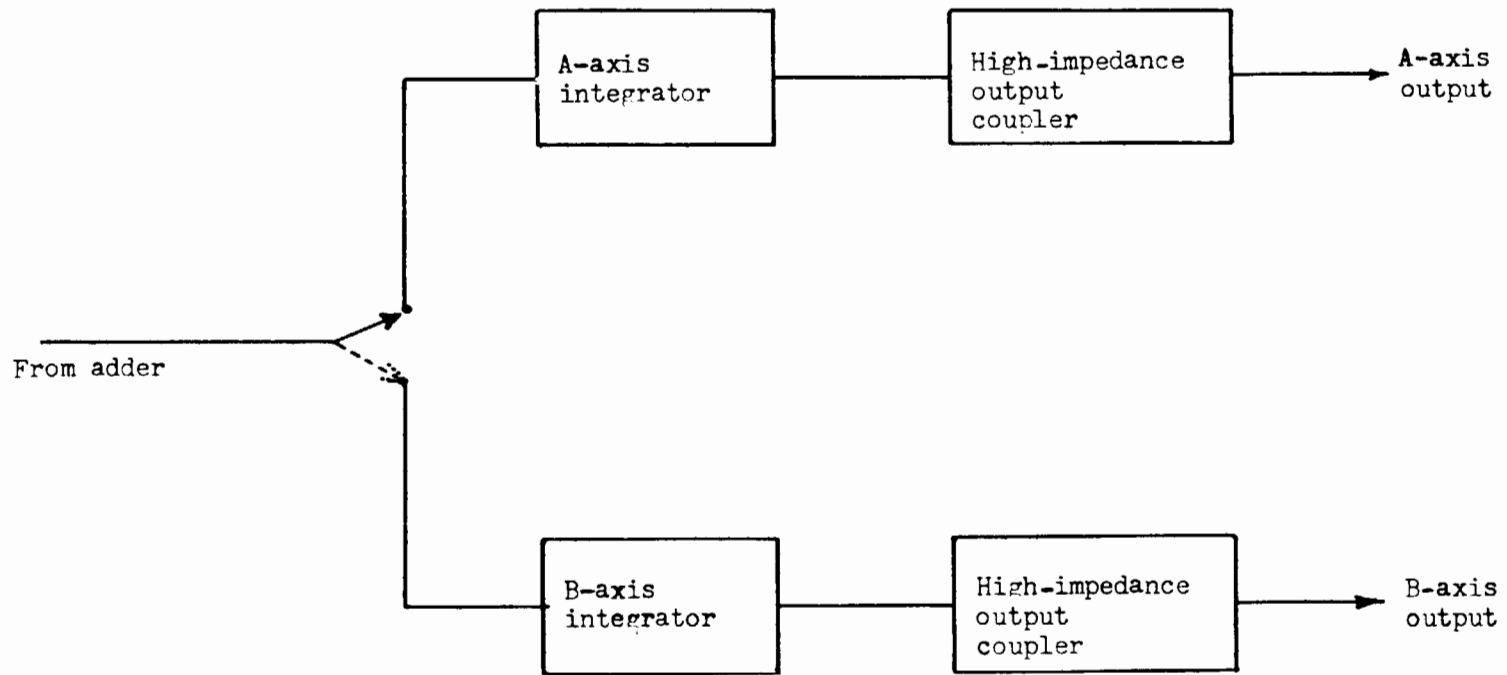 A-axis
integrator
High-impedance
output
coupler
A-axis
output
From adder
B-axis
integrator
High-impedance
output
coupler
B-axis
output